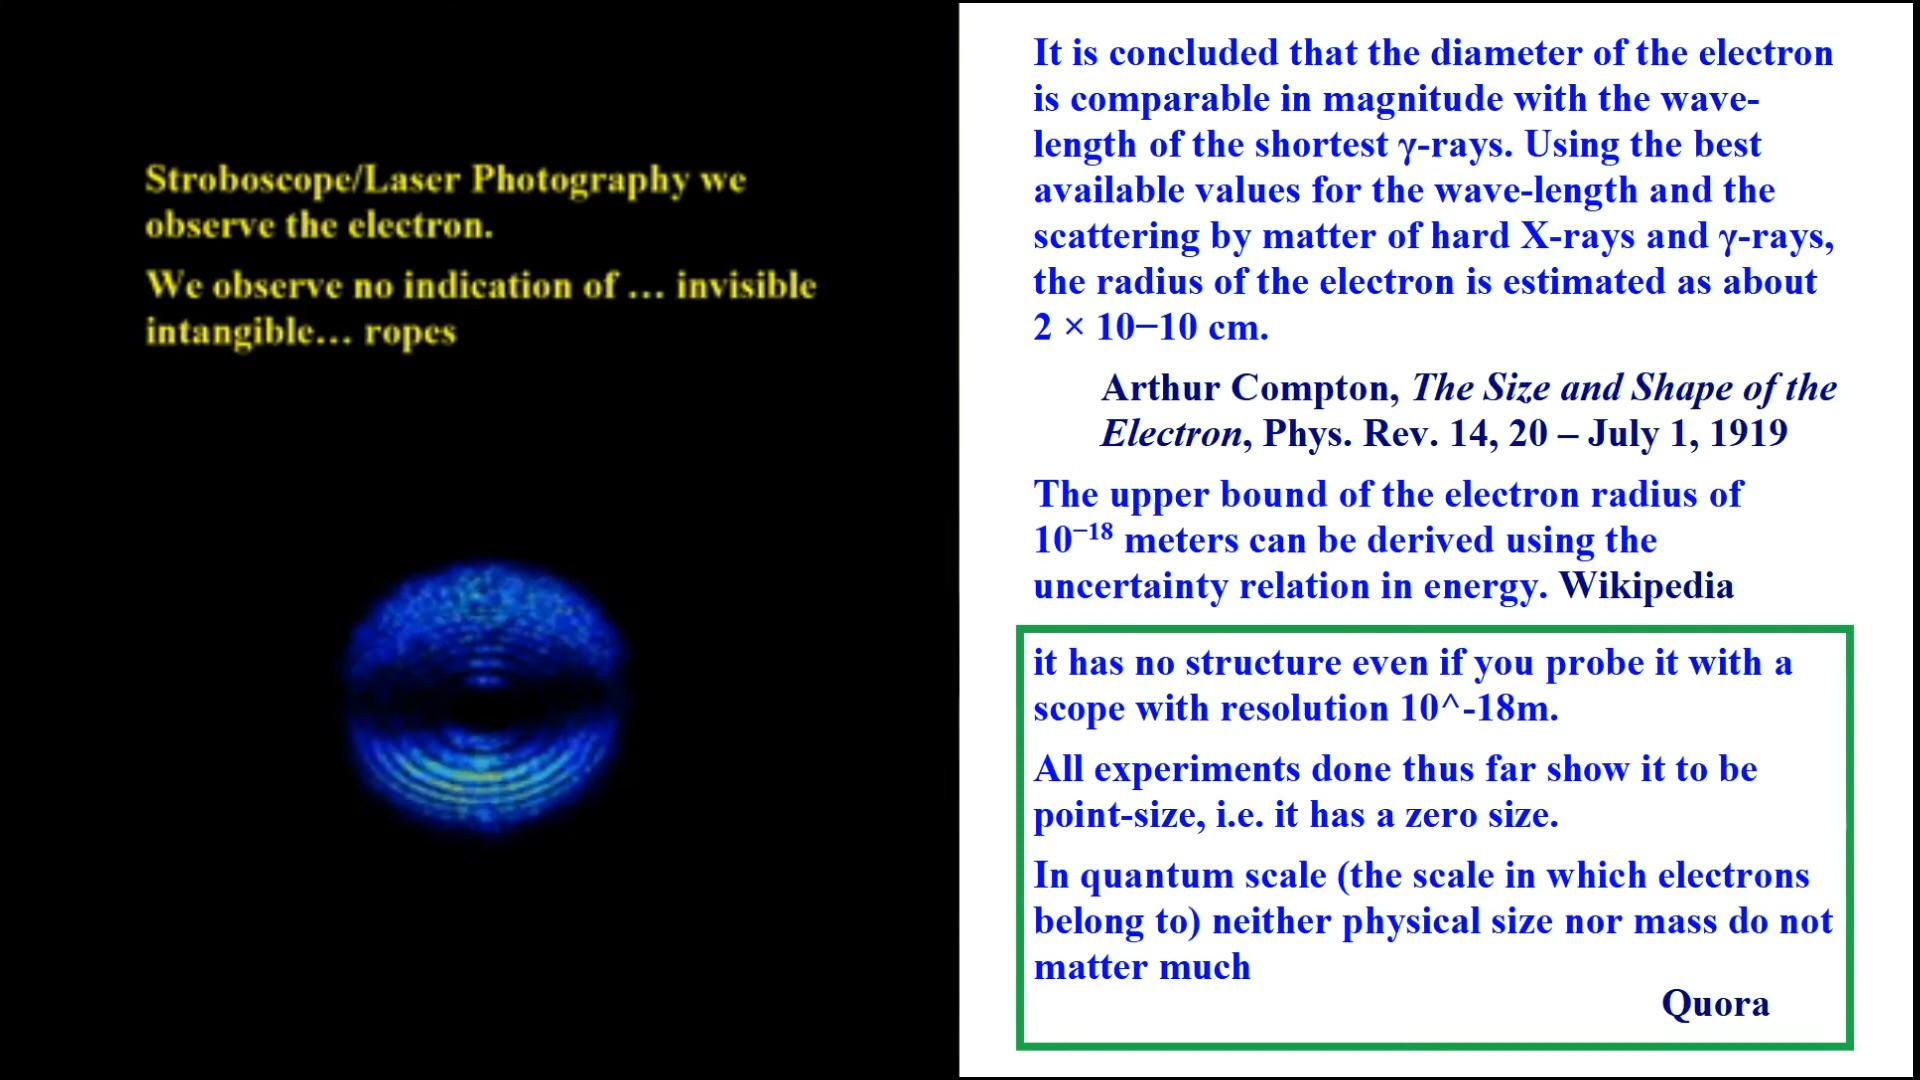 Stroboscope/Laser Photography we
observe the electron.
We observe no indication of … invisible
intangible… ropes
It is concluded that the diameter of the electron
is comparable in magnitude with the wave-
length of the shortest γ-rays. Using the best
available values for the wave-length and the
scattering by matter of hard X-rays and γ-rays,
the radius of the electron is estimated as about
2 × 10−10 cm.
Arthur Compton, The Size and Shape of the
Electron, Phys. Rev. 14, 20 – July 1, 1919
The upper bound of the electron radius of
10⁻¹⁸ meters can be derived using the
uncertainty relation in energy. Wikipedia
it has no structure even if you probe it with a
scope with resolution 10^-18m.
All experiments done thus far show it to be
point-size, i.e. it has a zero size.
In quantum scale (the scale in which electrons
belong to) neither physical size nor mass do not
matter much
Quora